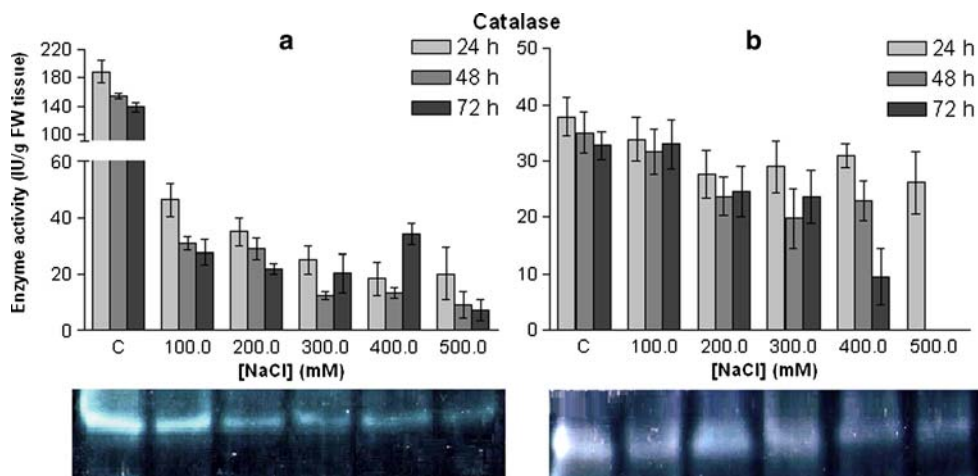 Catalase
a
24 h
48 h
72 h
Enzyme activity (IU/g FW tissue)
220
180
140
100
60
40
20
0
C 100.0 200.0 300.0 400.0 500.0
[NaCl] (mM)
b
24 h
48 h
72 h
50
40
30
20
10
0
C 100.0 200.0 300.0 400.0 500.0
[NaCl] (mM)